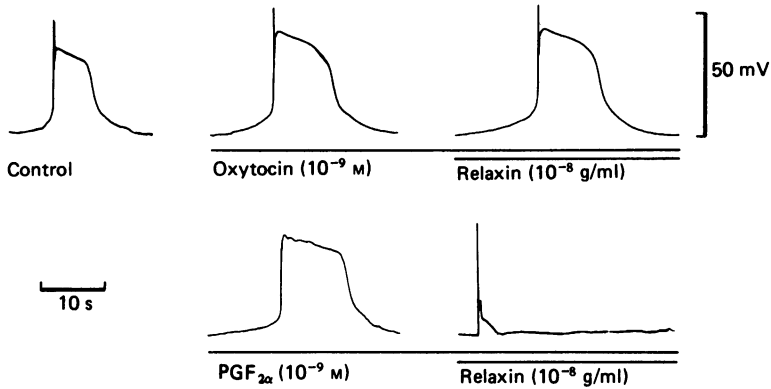 50 mV
Control
Oxytocin (10⁻⁹ M)
Relaxin (10⁻⁸ g/ml)
10 s
PGF₂α (10⁻⁹ M)
Relaxin (10⁻⁸ g/ml)